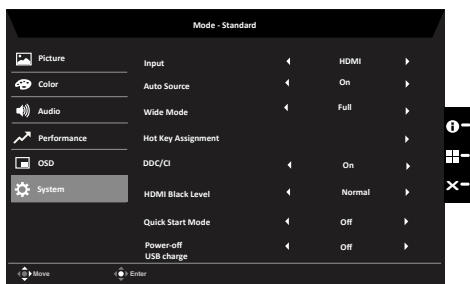 Mode - Standard
Picture
Color
Audio
Performance
OSD
System
Input HDMI
Auto Source On
Wide Mode Full
Hot Key Assignment
DDC/CI On
HDMI Black Level Normal
Quick Start Mode Off
Power-off Off
USB charge
Move Enter